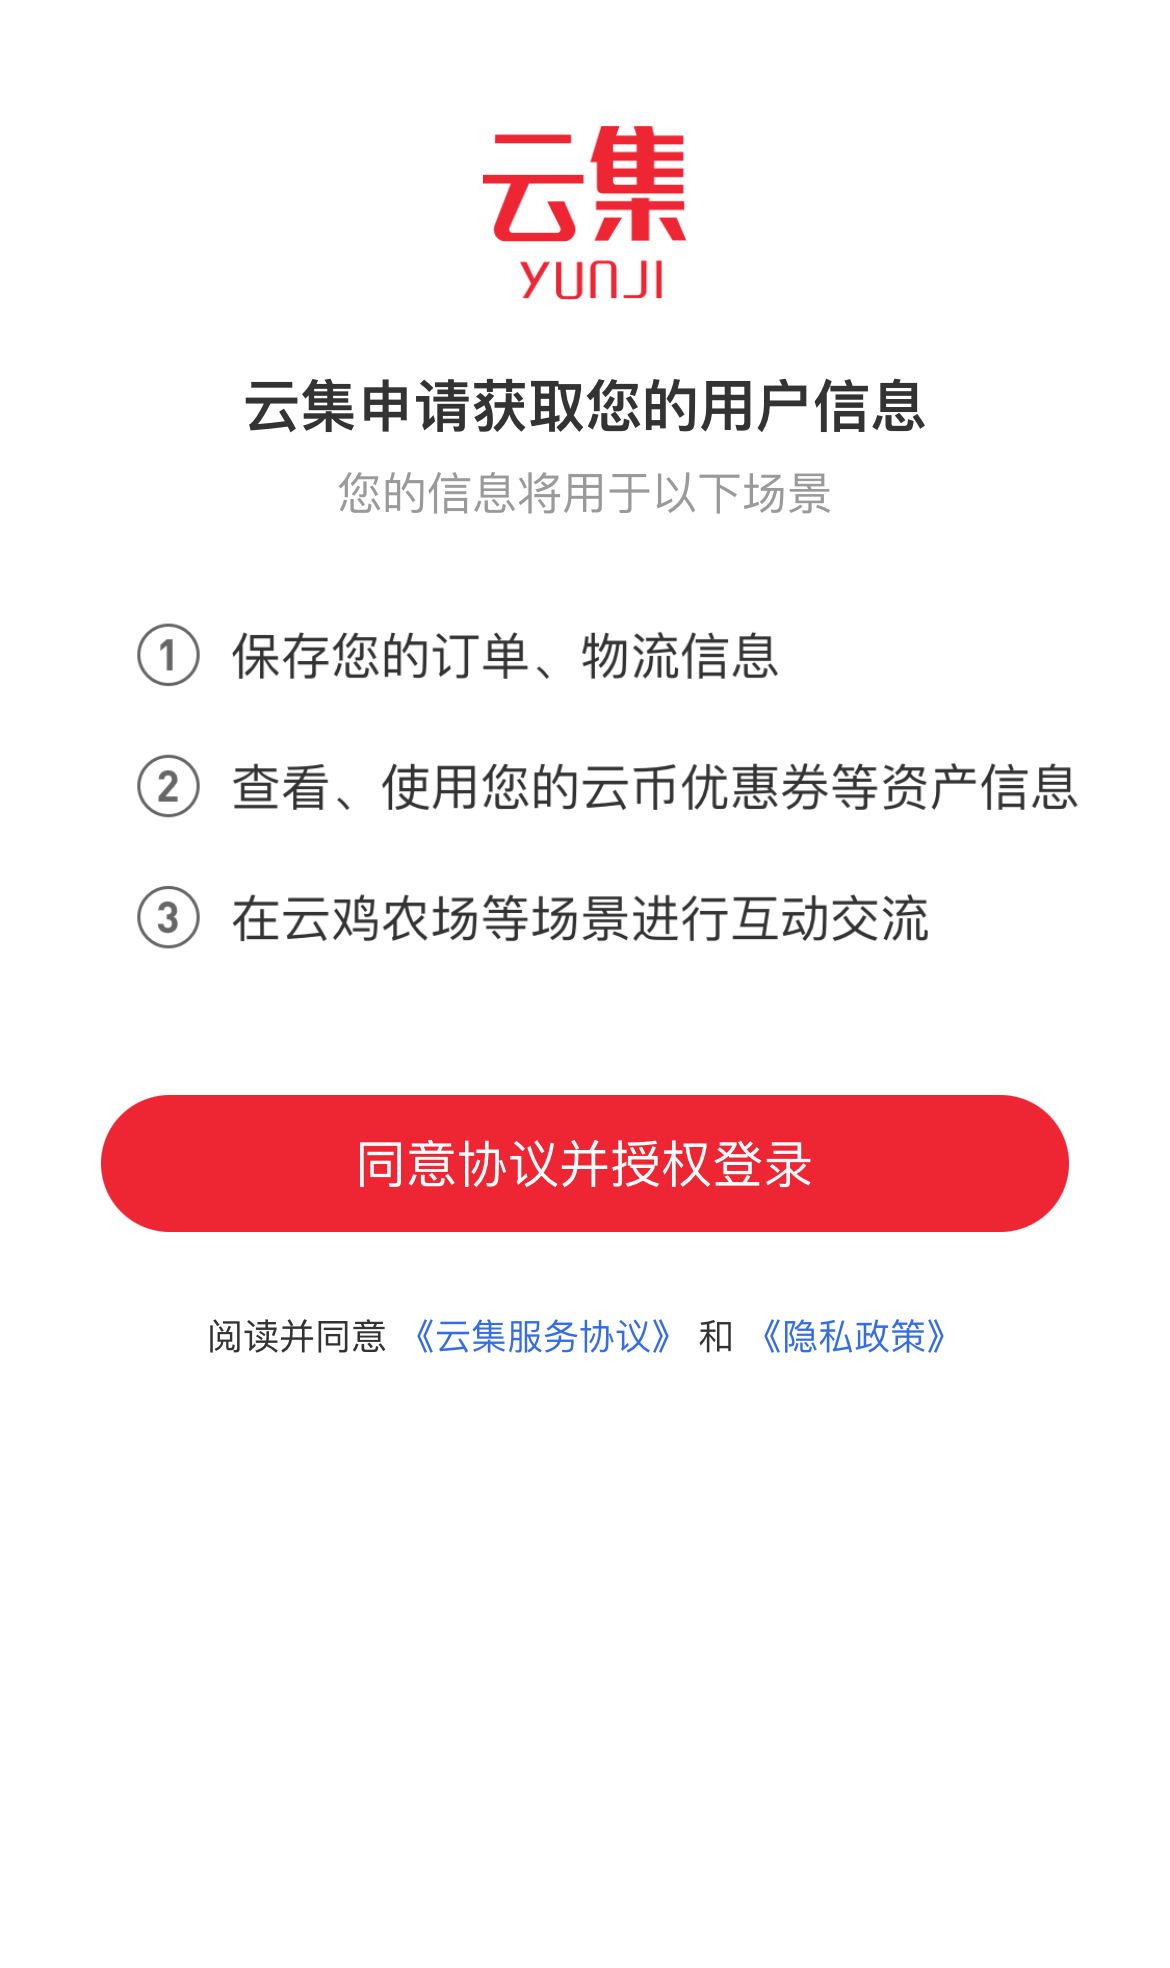 云集
YUNJI
云集申请获取您的用户信息
您的信息将用于以下场景
1 保存您的订单、物流信息
2 查看、使用您的云币优惠券等资产信息
3 在云鸡农场等场景进行互动交流
同意协议并授权登录
阅读并同意 《云集服务协议》 和 《隐私政策》